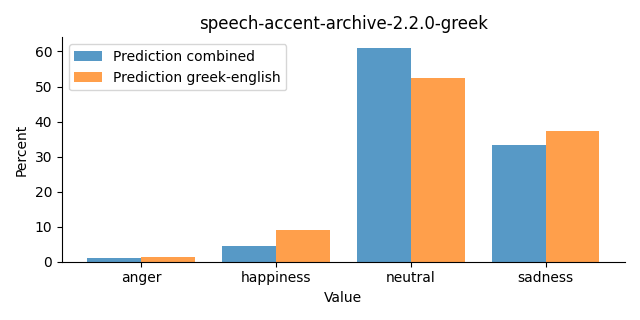 speech-accent-archive-2.2.0-greek
Prediction combined
Prediction greek-english
Percent
60
50
40
30
20
10
0
anger happiness neutral sadness
Value